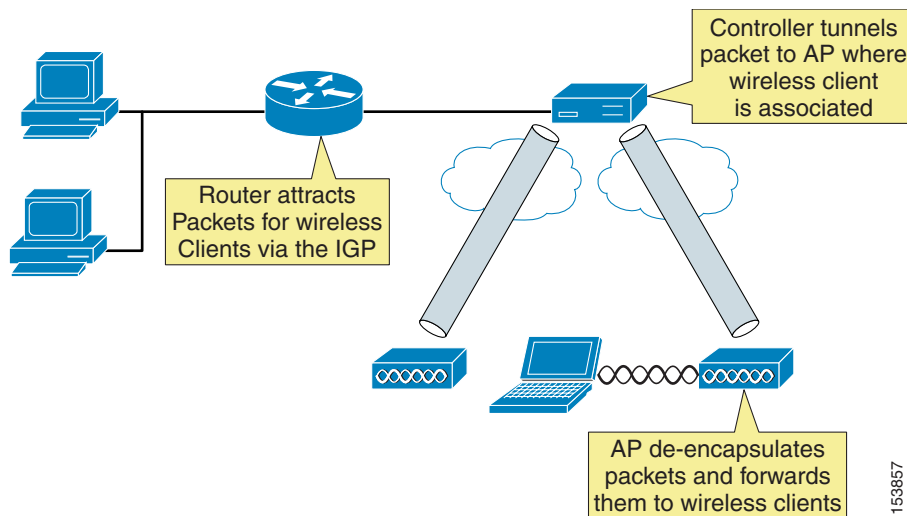 Controller tunnels
packet to AP where
wireless client
is associated
Router attracts
Packets for wireless
Clients via the IGP
AP de-encapsulates
packets and forwards
them to wireless clients
153857